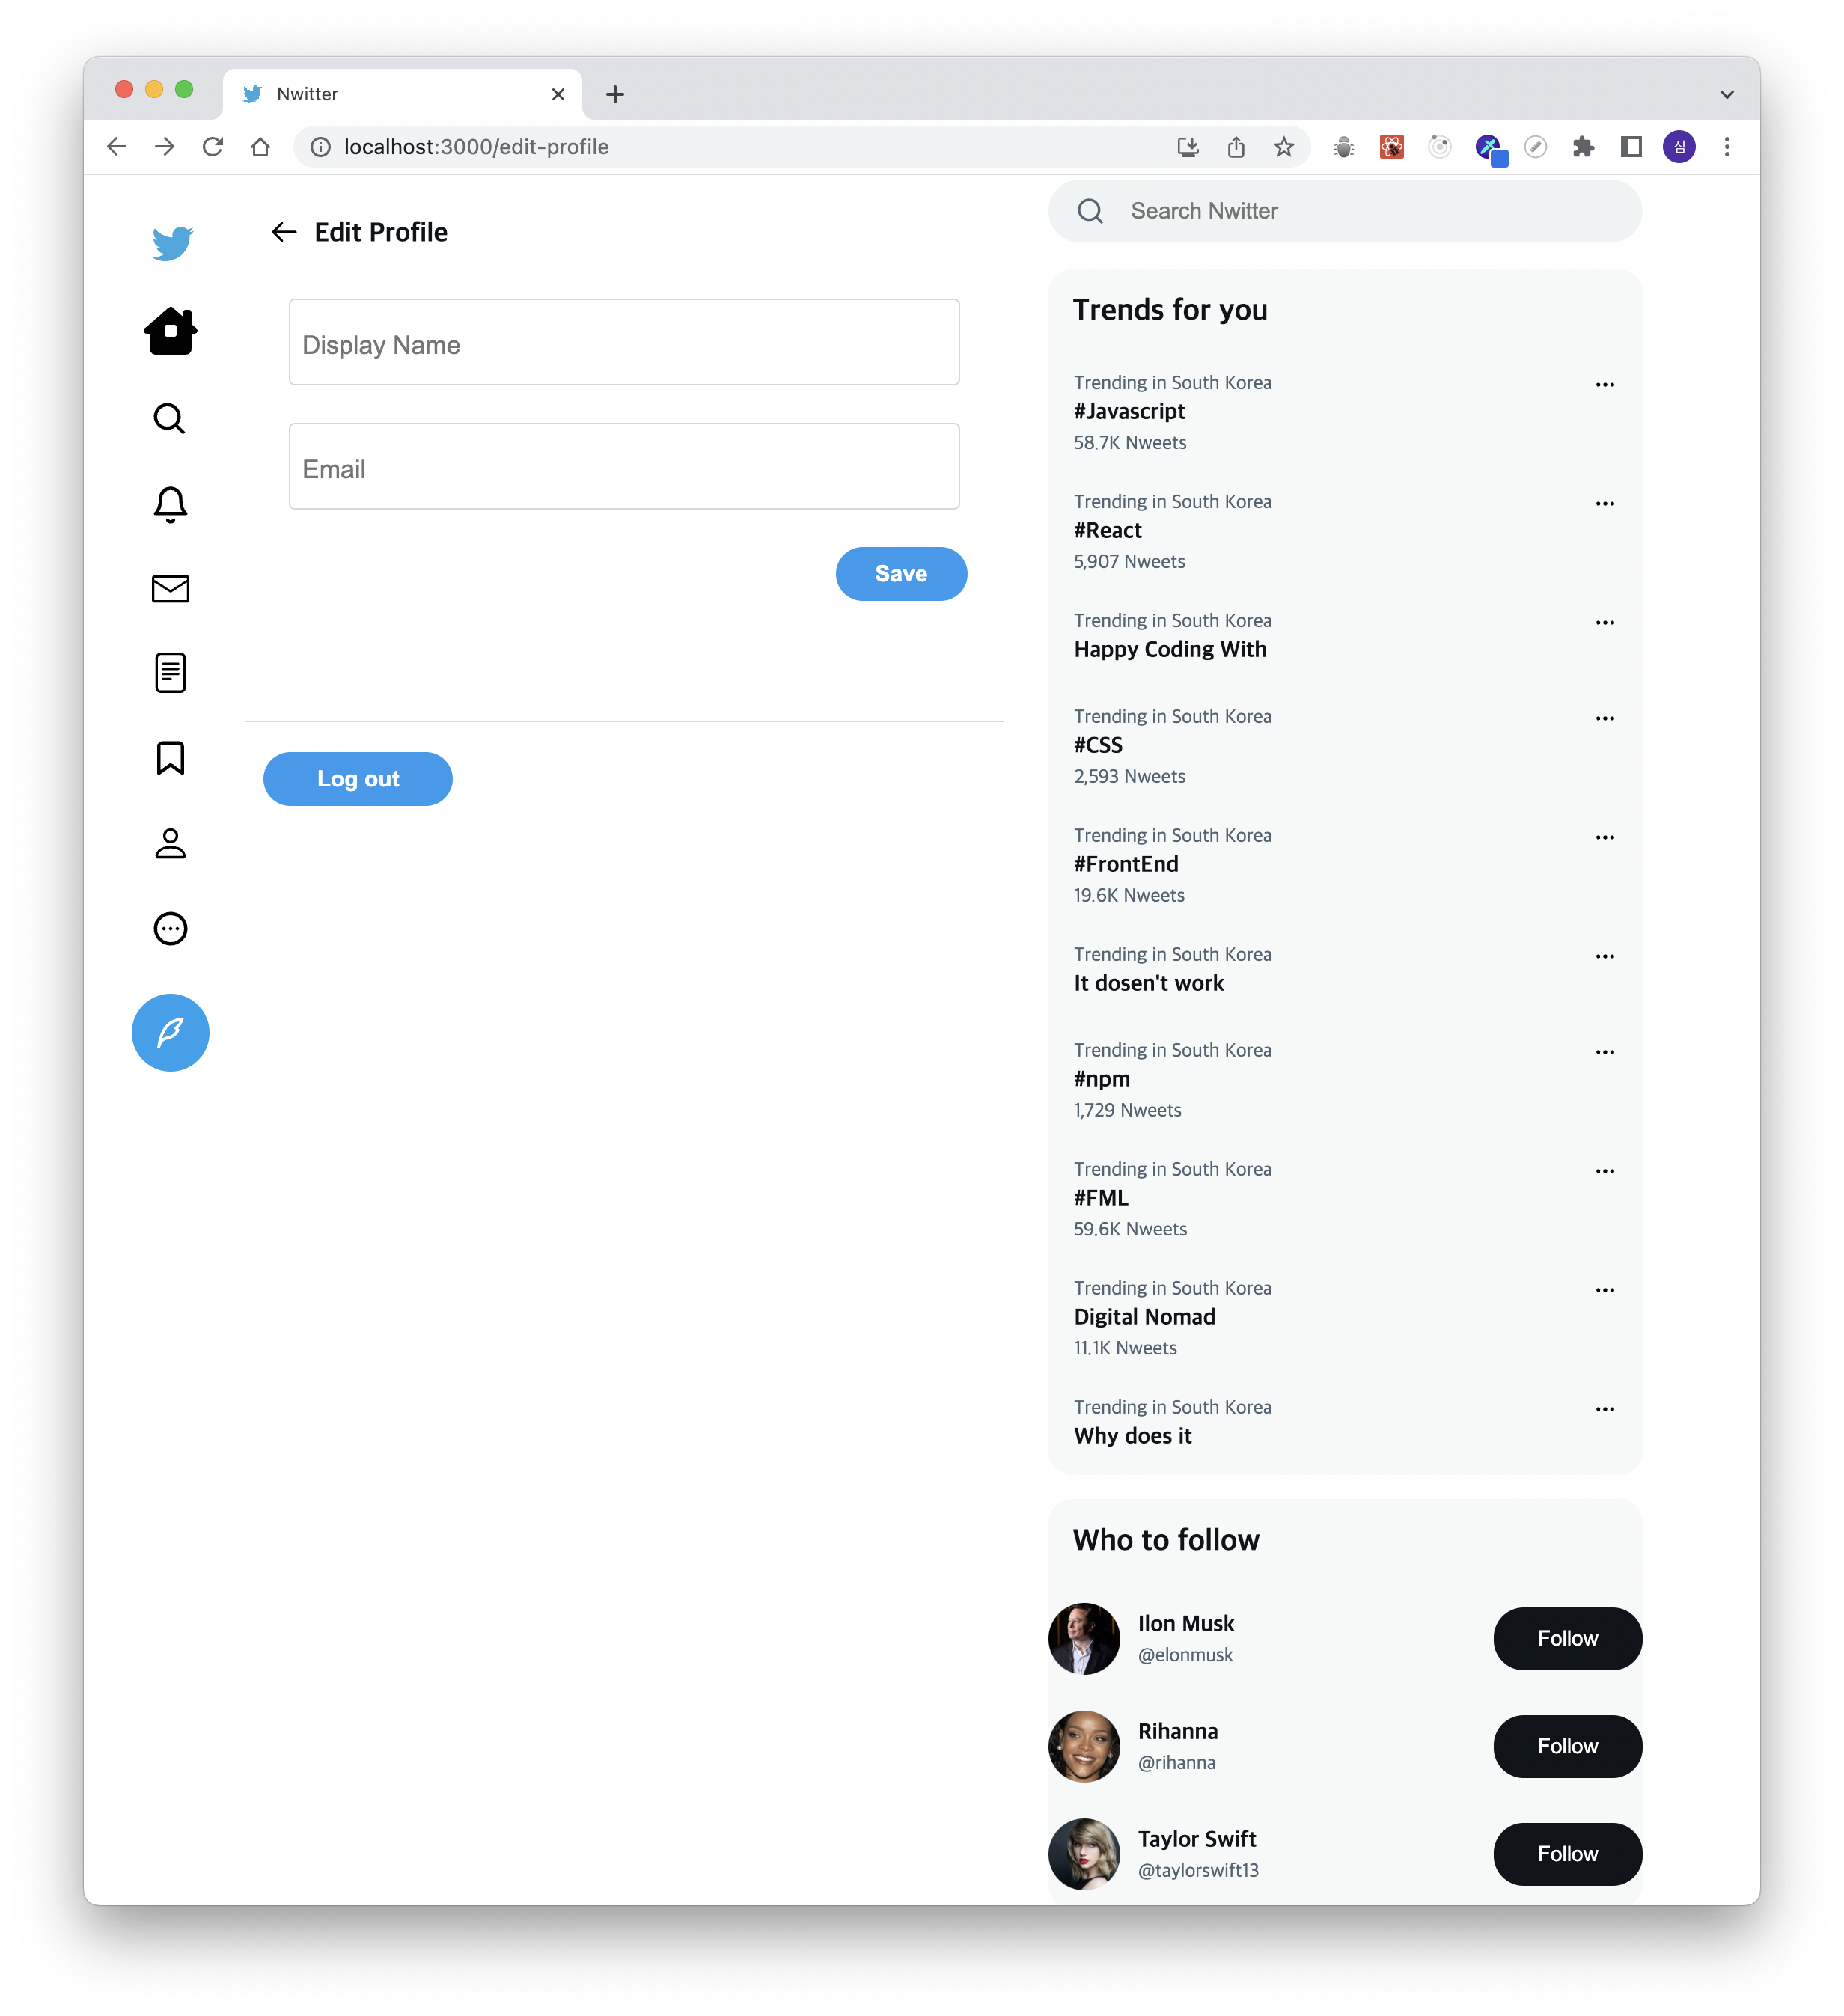 Nwitter
localhost:3000/edit-profile
심
Edit Profile
Display Name
Email
Save
Log out
Search Nwitter
Trends for you
Trending in South Korea
#Javascript
58.7K Nweets
Trending in South Korea
#React
5,907 Nweets
Trending in South Korea
Happy Coding With
Trending in South Korea
#CSS
2,593 Nweets
Trending in South Korea
#FrontEnd
19.6K Nweets
Trending in South Korea
It dosen't work
Trending in South Korea
#npm
1,729 Nweets
Trending in South Korea
#FML
59.6K Nweets
Trending in South Korea
Digital Nomad
11.1K Nweets
Trending in South Korea
Why does it
Who to follow
Ilon Musk
@elonmusk
Follow
Rihanna
@rihanna
Follow
Taylor Swift
@taylorswift13
Follow